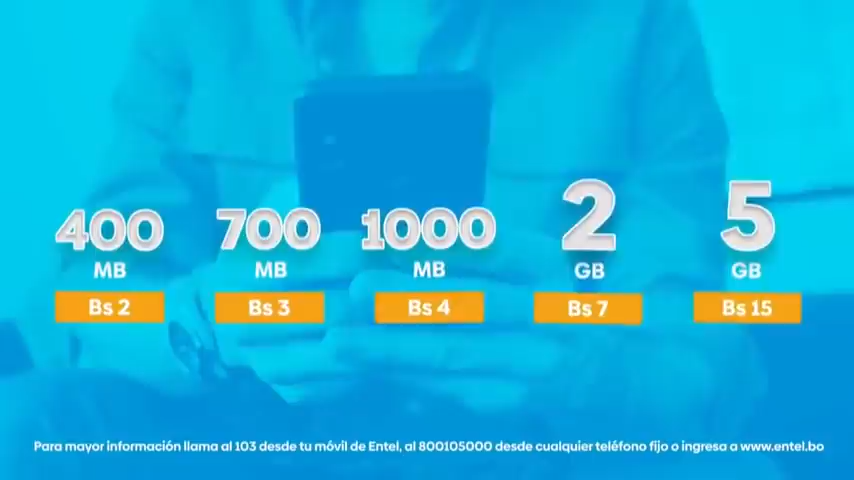 400 700 1000 2 5
MB MB MB GB GB
Bs 2 Bs 3 Bs 4 Bs 7 Bs 15
Para mayor información llama al 103 desde tu móvil de Entel, al 800105000 desde cualquier teléfono fijo o ingresa a www.entel.bo